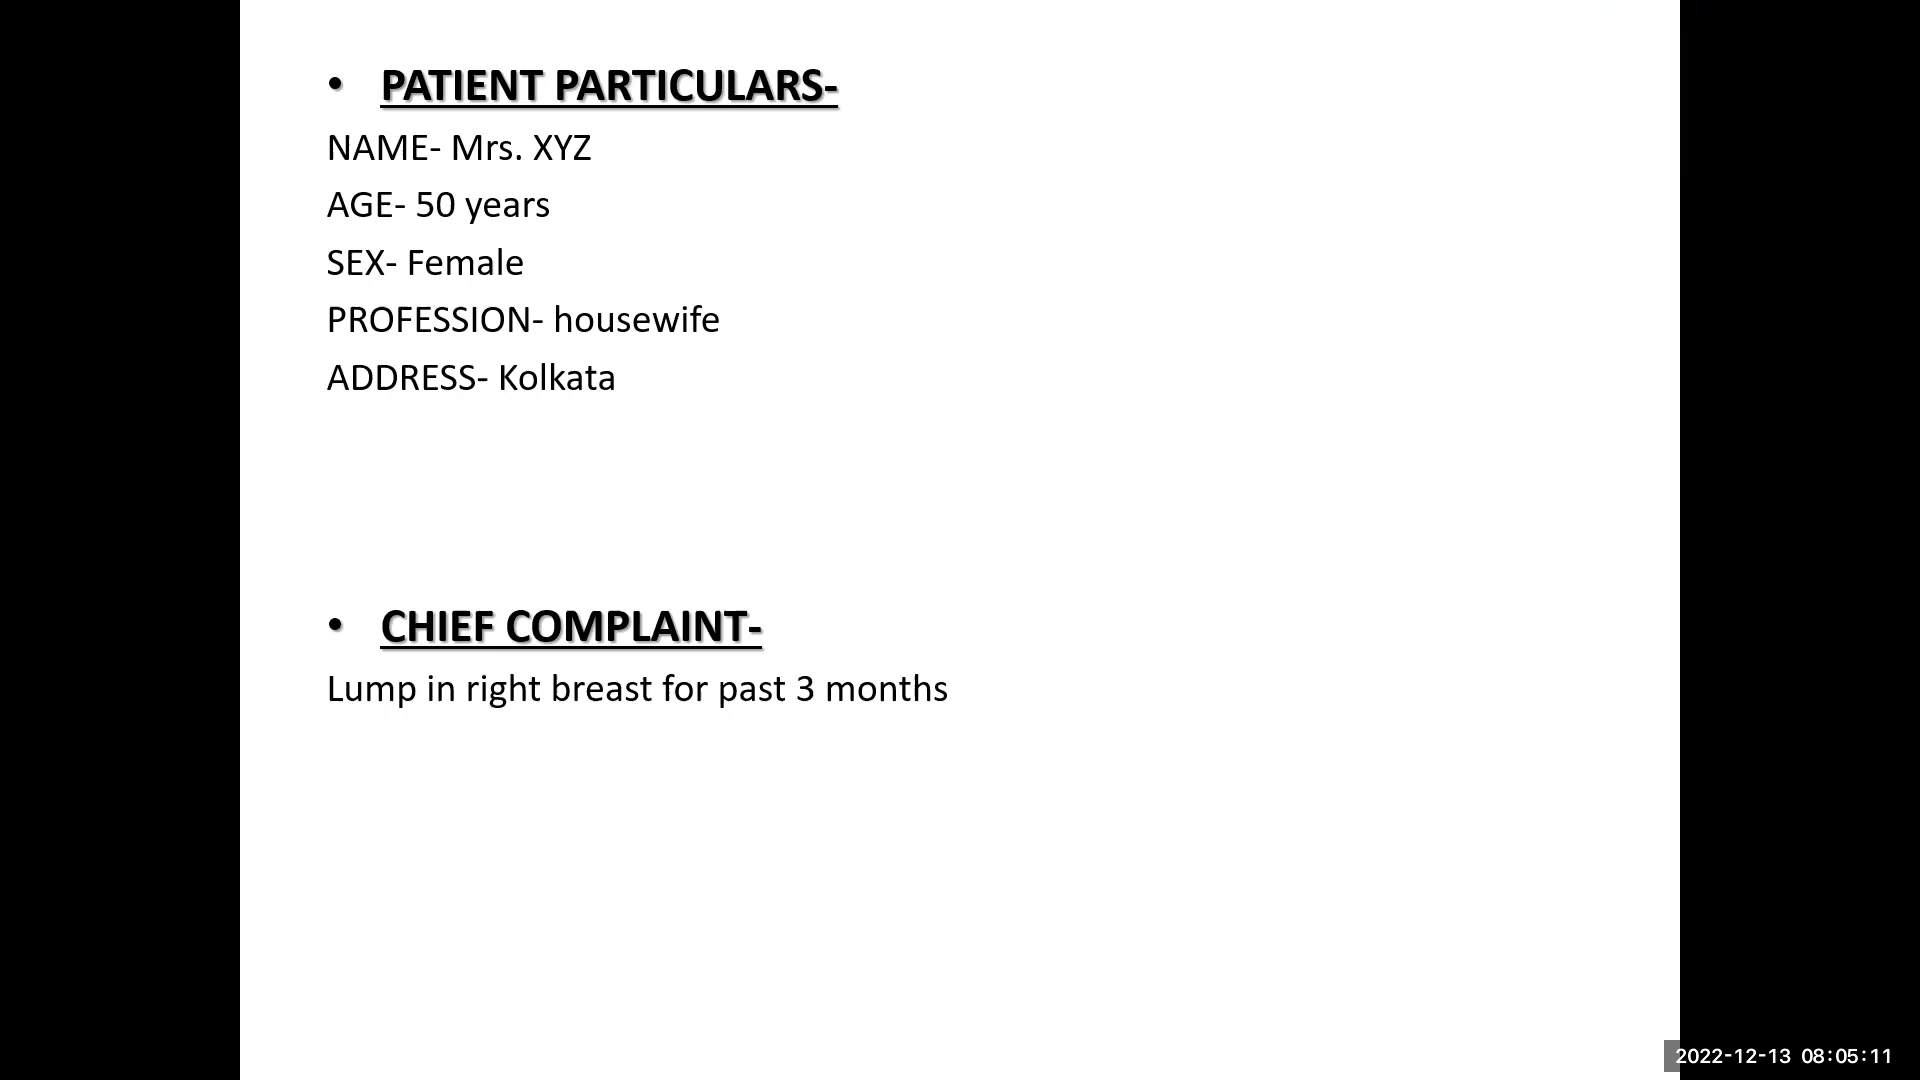 • PATIENT PARTICULARS-
NAME- Mrs. XYZ
AGE- 50 years
SEX- Female
PROFESSION- housewife
ADDRESS- Kolkata
• CHIEF COMPLAINT-
Lump in right breast for past 3 months
2022-12-13 08:05:11